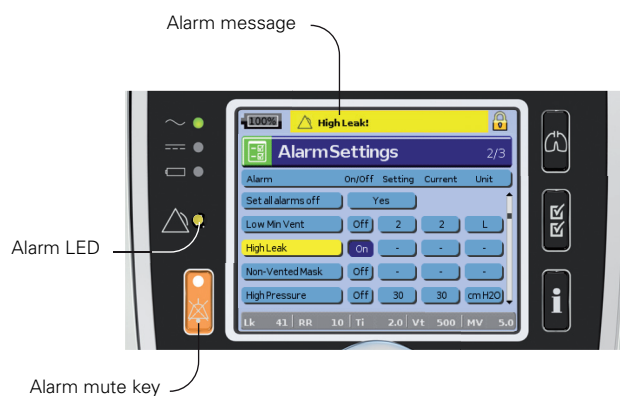 Alarm message
100% High Leak!
Alarm Settings 2/3
Alarm On/Off Setting Current Unit
Set all alarms off Yes
Low Min Vent Off 2 2 L
High Leak On - - -
Non-Vented Mask Off - - -
High Pressure Off 30 30 cm H2O
Lk 41 RR 10 Ti 2.0 Vt 500 MV 5.0
Alarm LED
Alarm mute key